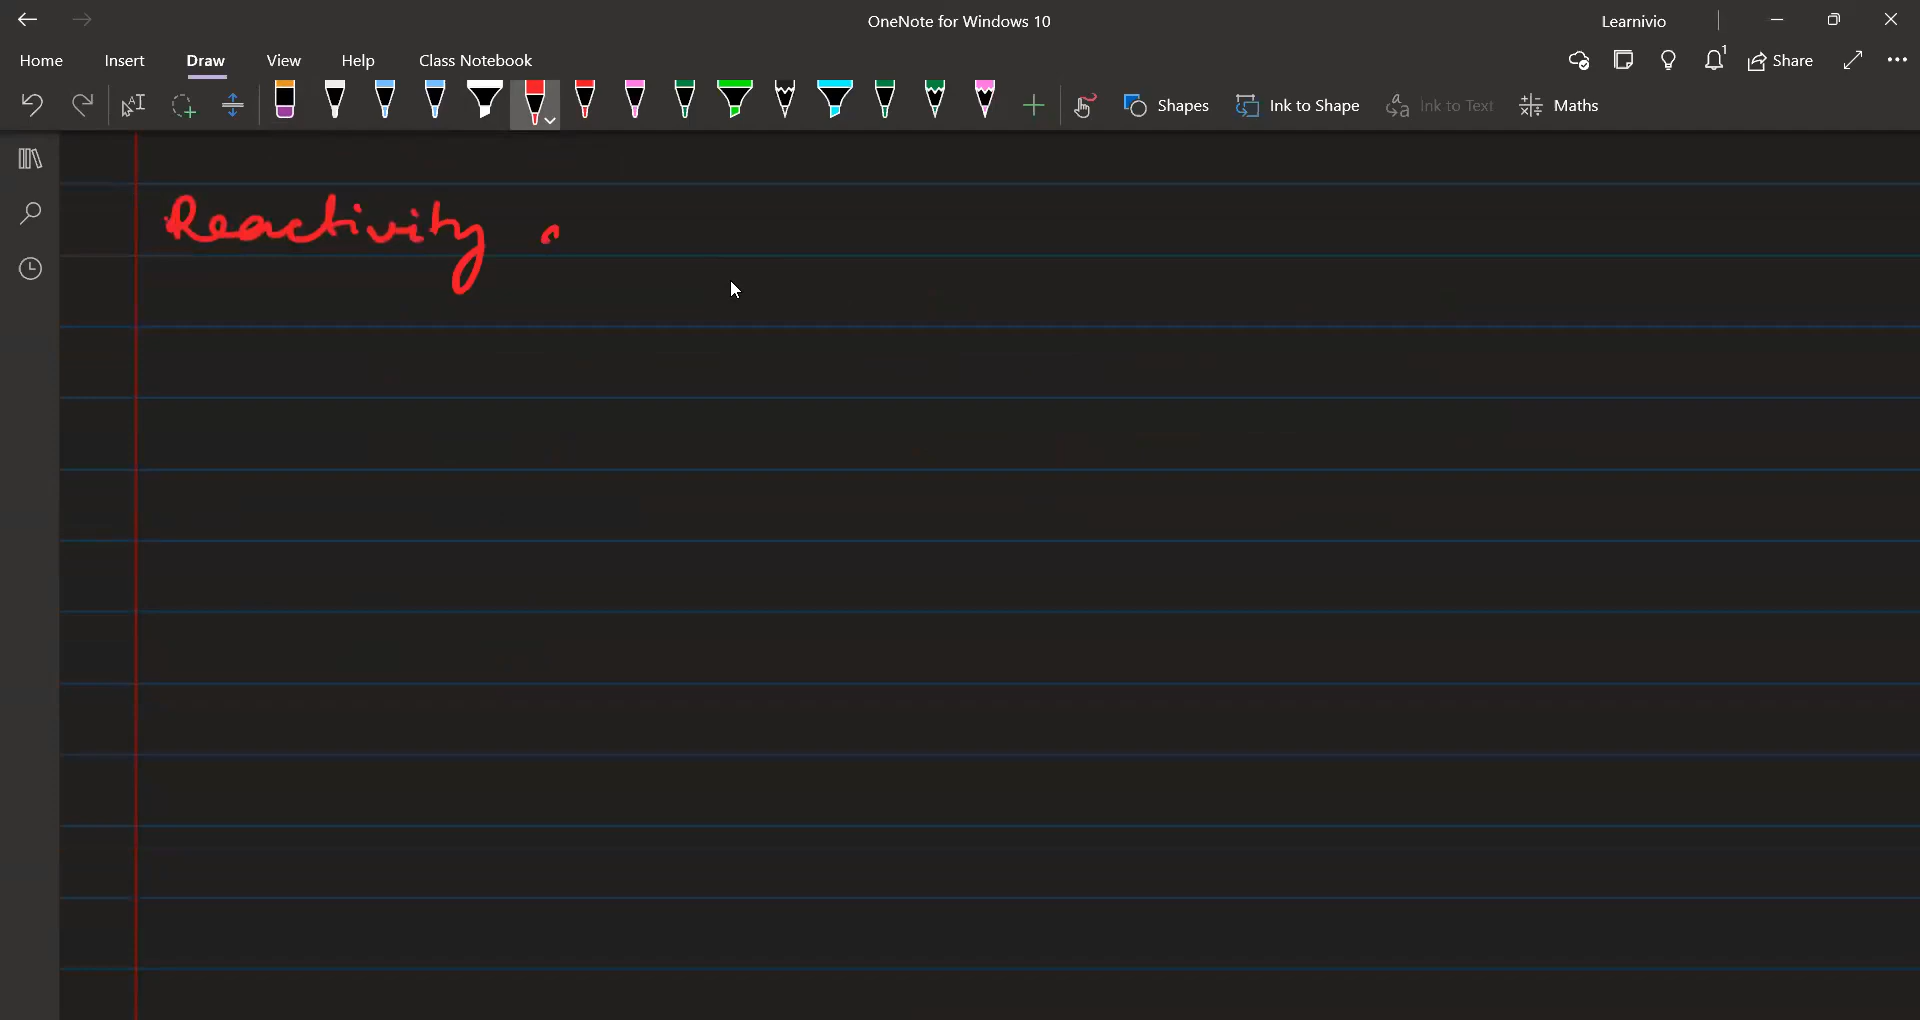 OneNote for Windows 10
Learnivio
Home Insert Draw View Help Class Notebook
1
Share
Shapes Ink to Shape Ink to Text Maths
Reactivity